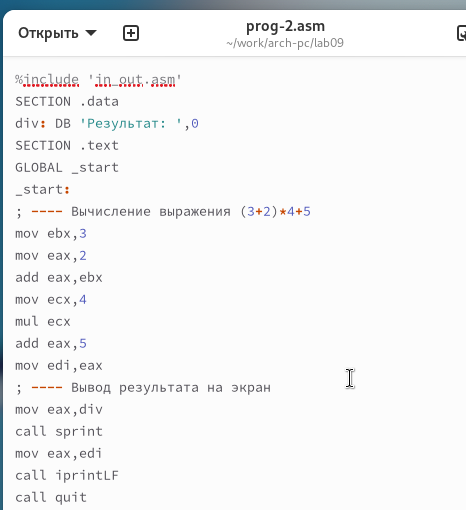 Открыть
prog-2.asm
~/work/arch-pc/lab09
%include 'in_out.asm'
SECTION .data
div: DB 'Результат: ',0
SECTION .text
GLOBAL _start
_start:
; ---- Вычисление выражения (3+2)*4+5
mov ebx,3
mov eax,2
add eax,ebx
mov ecx,4
mul ecx
add eax,5
mov edi,eax
; ---- Вывод результата на экран
mov eax,div
call sprint
mov eax,edi
call iprintLF
call quit